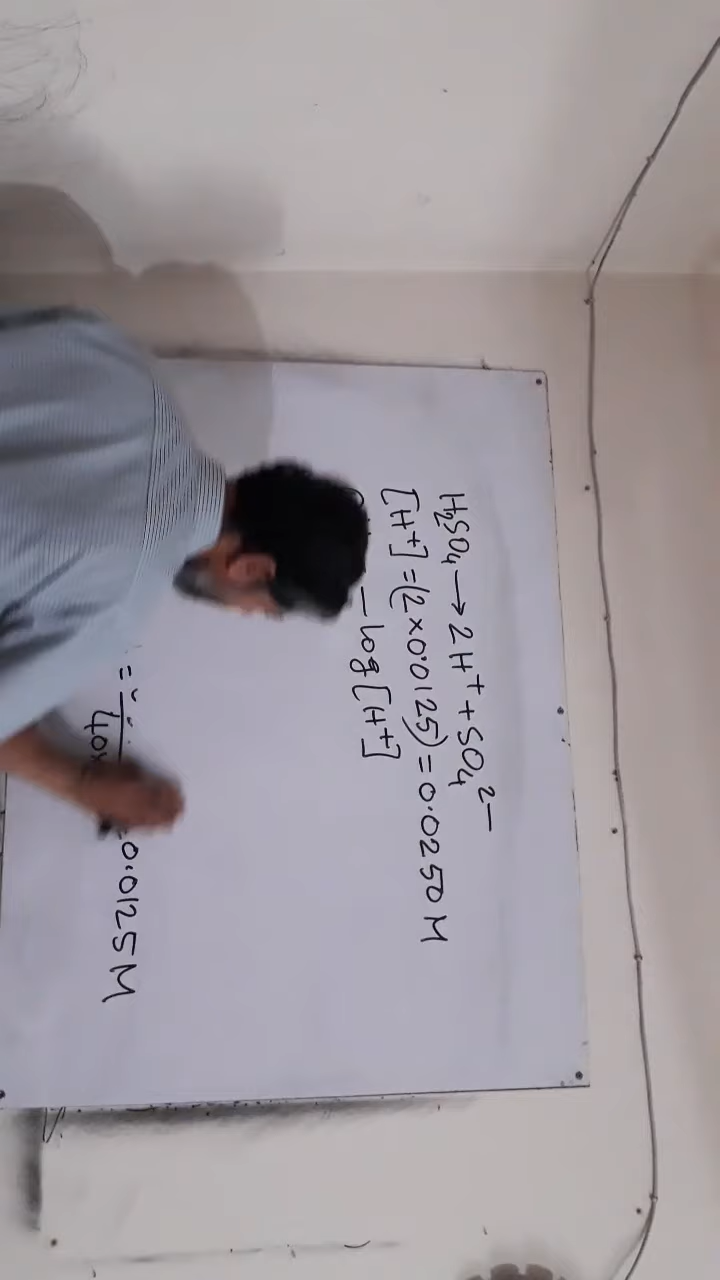 H₂SO₄ → 2H⁺ + SO₄²⁻
[H⁺] = (2 × 0.0125) = 0.0250 M
– log [H⁺]
= 0.0125 M